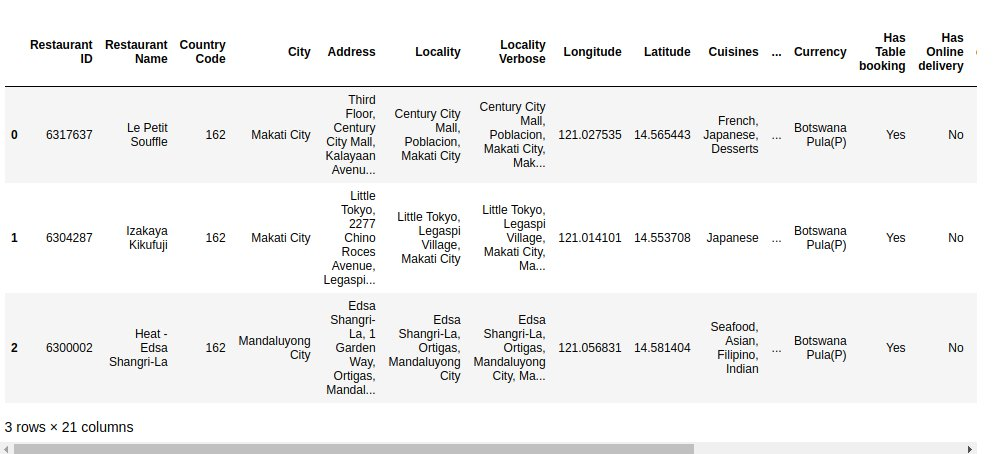 Restaurant ID Restaurant Name Country Code City Address Locality Locality Verbose Longitude Latitude Cuisines ... Currency Has Table booking Has Online delivery
0 6317637 Le Petit Souffle 162 Makati City Third Floor, Century City Mall, Kalayaan Avenu... Century City Mall, Poblacion, Makati City Century City Mall, Poblacion, Makati City, Mak... 121.027535 14.565443 French, Japanese, Desserts ... Botswana Pula(P) Yes No
1 6304287 Izakaya Kikufuji 162 Makati City Little Tokyo, 2277 Chino Roces Avenue, Legaspi... Little Tokyo, Legaspi Village, Makati City Little Tokyo, Legaspi Village, Makati City, Ma... 121.014101 14.553708 Japanese ... Botswana Pula(P) Yes No
2 6300002 Heat - Edsa Shangri-La 162 Mandaluyong City Edsa Shangri-La, 1 Garden Way, Ortigas, Mandal... Edsa Shangri-La, Ortigas, Mandaluyong City Edsa Shangri-La, Ortigas, Mandaluyong City, Ma... 121.056831 14.581404 Seafood, Asian, Filipino, Indian ... Botswana Pula(P) Yes No
3 rows × 21 columns